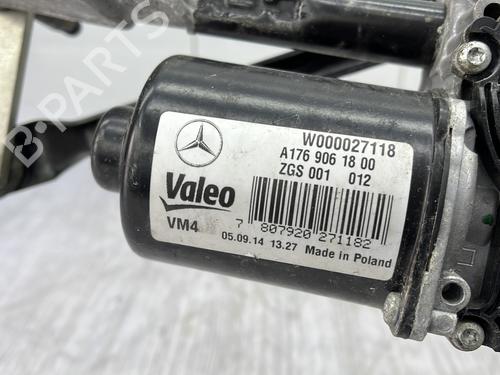 W000027118
A176 906 18 00
ZGS 001 012
Valeo
VM4
7 807920 271182
05.09.14 13.27 Made in Poland
B-PARTS